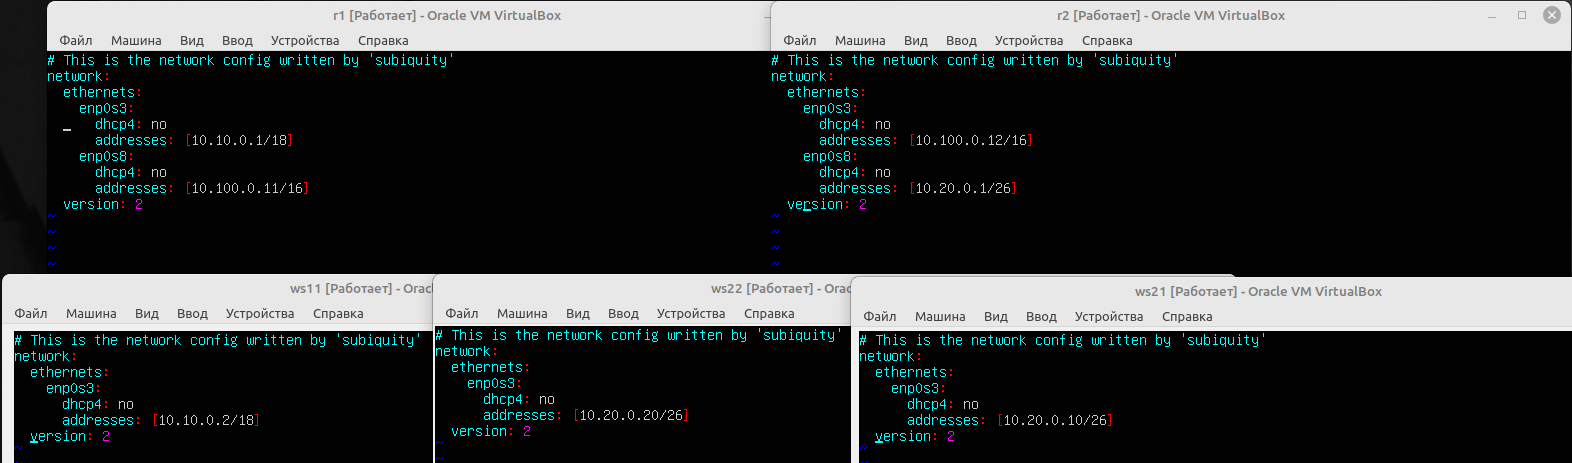 r1 [Работает] - Oracle VM VirtualBox
Файл Машина Вид Ввод Устройства Справка
# This is the network config written by 'subiquity'
network:
  ethernets:
    enp0s3:
      dhcp4: no
      addresses: [10.10.0.1/18]
    enp0s8:
      dhcp4: no
      addresses: [10.100.0.11/16]
  version: 2
~
~
~
~
r2 [Работает] - Oracle VM VirtualBox
Файл Машина Вид Ввод Устройства Справка
# This is the network config written by 'subiquity'
network:
  ethernets:
    enp0s3:
      dhcp4: no
      addresses: [10.100.0.12/16]
    enp0s8:
      dhcp4: no
      addresses: [10.20.0.1/26]
  version: 2
~
~
~
~
ws11 [Работает] - Orac
Файл Машина Вид Ввод Устройства Справка
# This is the network config written by 'subiquity'
network:
  ethernets:
    enp0s3:
      dhcp4: no
      addresses: [10.10.0.2/18]
  version: 2
~
ws22 [Работает] - Ora
Файл Машина Вид Ввод Устройства Справка
# This is the network config written by 'subiquity'
network:
  ethernets:
    enp0s3:
      dhcp4: no
      addresses: [10.20.0.20/26]
  version: 2
~
~
ws21 [Работает] - Oracle VM VirtualBox
Файл Машина Вид Ввод Устройства Справка
# This is the network config written by 'subiquity'
network:
  ethernets:
    enp0s3:
      dhcp4: no
      addresses: [10.20.0.10/26]
  version: 2
~